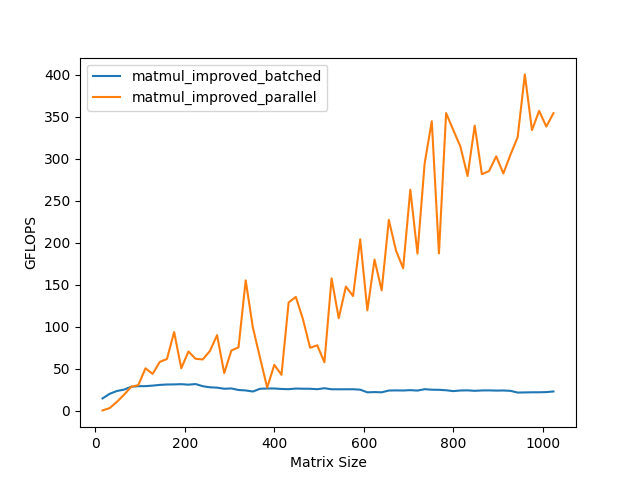 matmul_improved_batched
matmul_improved_parallel
400
350
300
250
200
150
100
50
0
GFLOPS
0 200 400 600 800 1000
Matrix Size